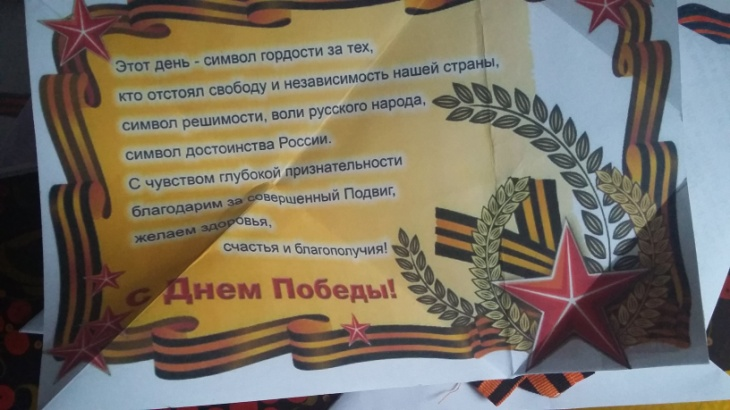 Этот день - символ гордости за тех,
кто отстоял свободу и независимость нашей страны,
символ решимости, воли русского народа,
символ достоинства России.
С чувством глубокой признательности
благодарим за совершенный Подвиг,
желаем здоровья,
счастья и благополучия!
с Днем Победы!